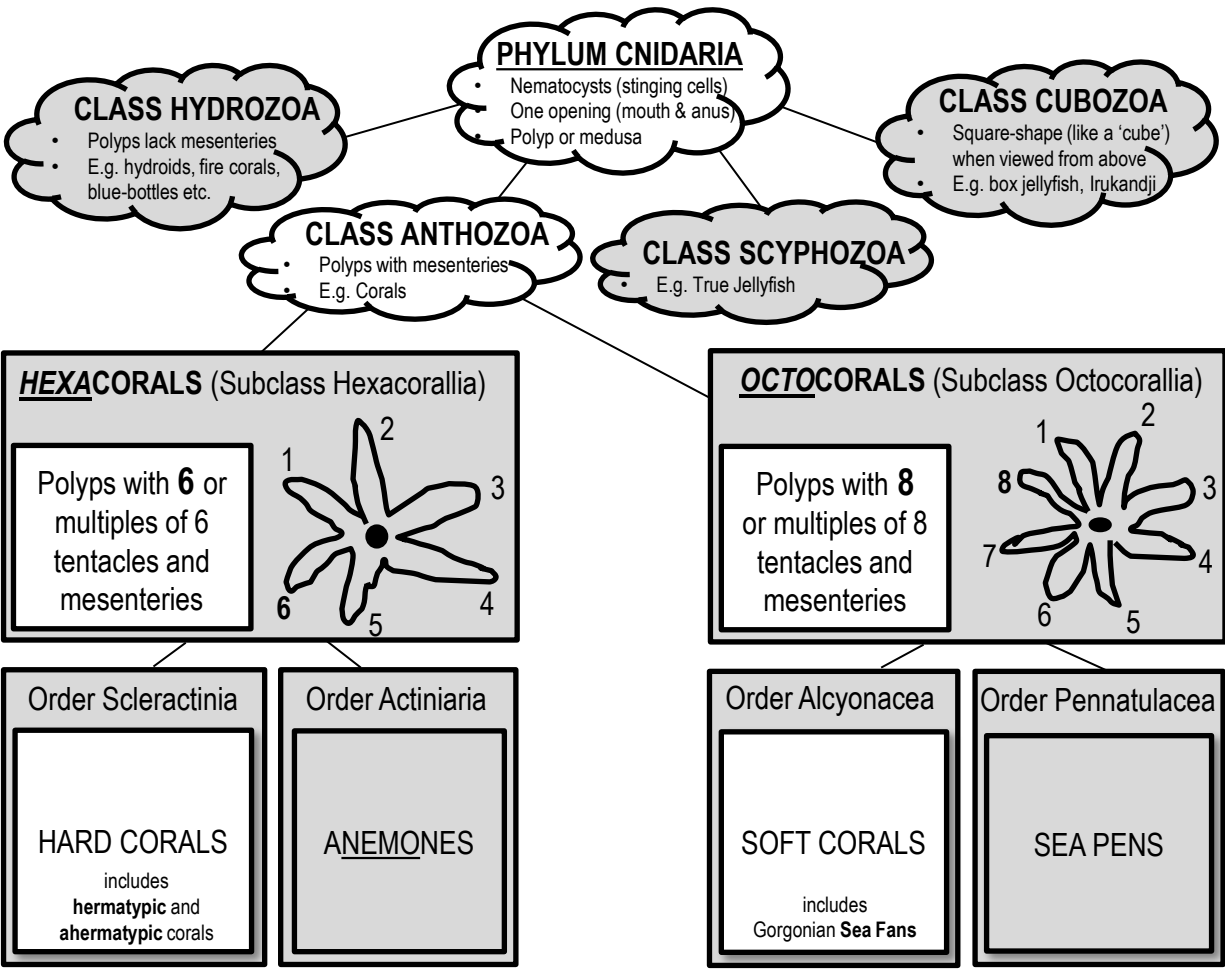 PHYLUM CNIDARIA
• Nematocysts (stinging cells)
• One opening (mouth & anus)
• Polyp or medusa
CLASS HYDROZOA
• Polyps lack mesenteries
• E.g. hydroids, fire corals,
blue-bottles etc.
CLASS CUBOZOA
• Square-shape (like a ‘cube’)
when viewed from above
• E.g. box jellyfish, Irukandji
CLASS ANTHOZOA
• Polyps with mesenteries
• E.g. Corals
CLASS SCYPHOZOA
• E.g. True Jellyfish
HEXACORALS (Subclass Hexacorallia)
Polyps with 6 or
multiples of 6
tentacles and
mesenteries
1
2
3
4
5
6
OCTOCORALS (Subclass Octocorallia)
Polyps with 8
or multiples of 8
tentacles and
mesenteries
1
2
3
4
5
6
7
8
Order Scleractinia
HARD CORALS
includes
hermatypic and
ahermatypic corals
Order Actiniaria
ANEMONES
Order Alcyonacea
SOFT CORALS
includes
Gorgonian Sea Fans
Order Pennatulacea
SEA PENS